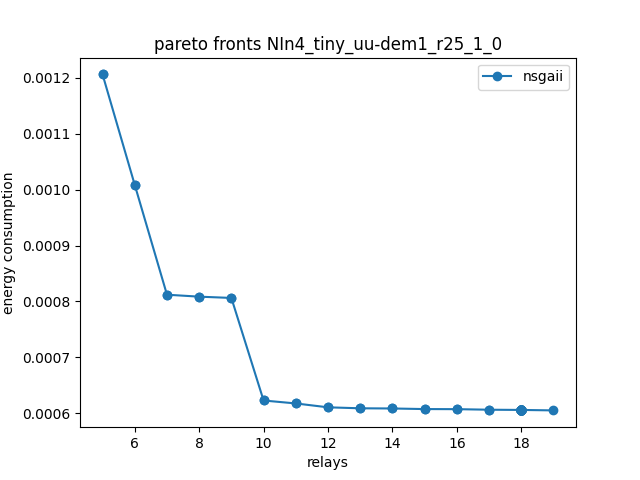 pareto fronts NIn4_tiny_uu-dem1_r25_1_0
nsgaii
0.0012
0.0011
0.0010
0.0009
0.0008
0.0007
0.0006
energy consumption
6 8 10 12 14 16 18
relays